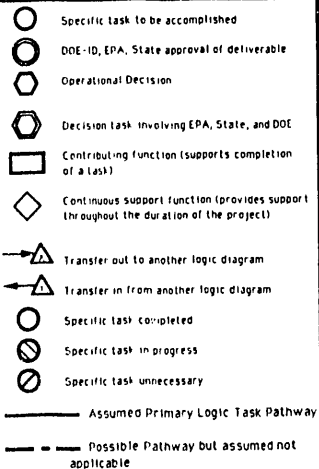 Specific task to be accomplished
DOE-ID, EPA, State approval of deliverable
Operational Decision
Decision task involving EPA, State, and DOE
Contributing function (supports completion
of a task)
Continuous support function (provides support
throughout the duration of the project)
Transfer out to another logic diagram
Transfer in from another logic diagram
Specific task completed
Specific task in progress
Specific task unnecessary
Assumed Primary Logic Task Pathway
Possible Pathway but assumed not
applicable